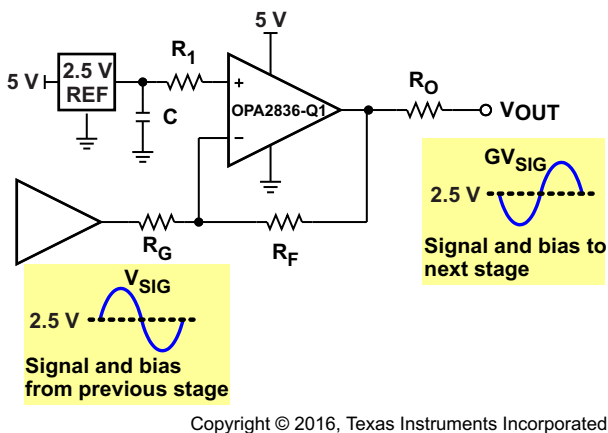 5 V
R1
5 V
2.5 V
REF
C
+
OPA2836-Q1
−
RO
VOUT
GVSIG
2.5 V
Signal and bias to
next stage
RG
RF
VSIG
2.5 V
Signal and bias
from previous stage
Copyright © 2016, Texas Instruments Incorporated